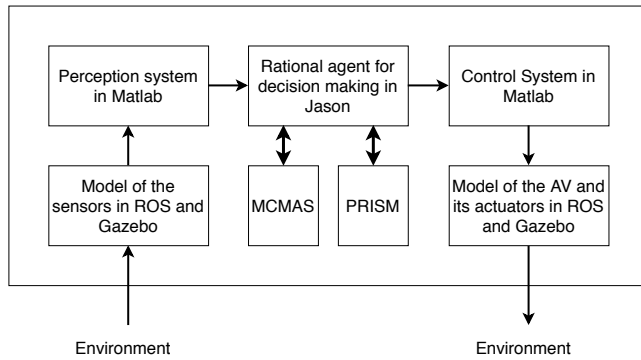 Perception system
in Matlab
Rational agent for
decision making in
Jason
Control System in
Matlab
Model of the
sensors in ROS and
Gazebo
MCMAS
PRISM
Model of the AV and
its actuators in ROS
and Gazebo
Environment
Environment